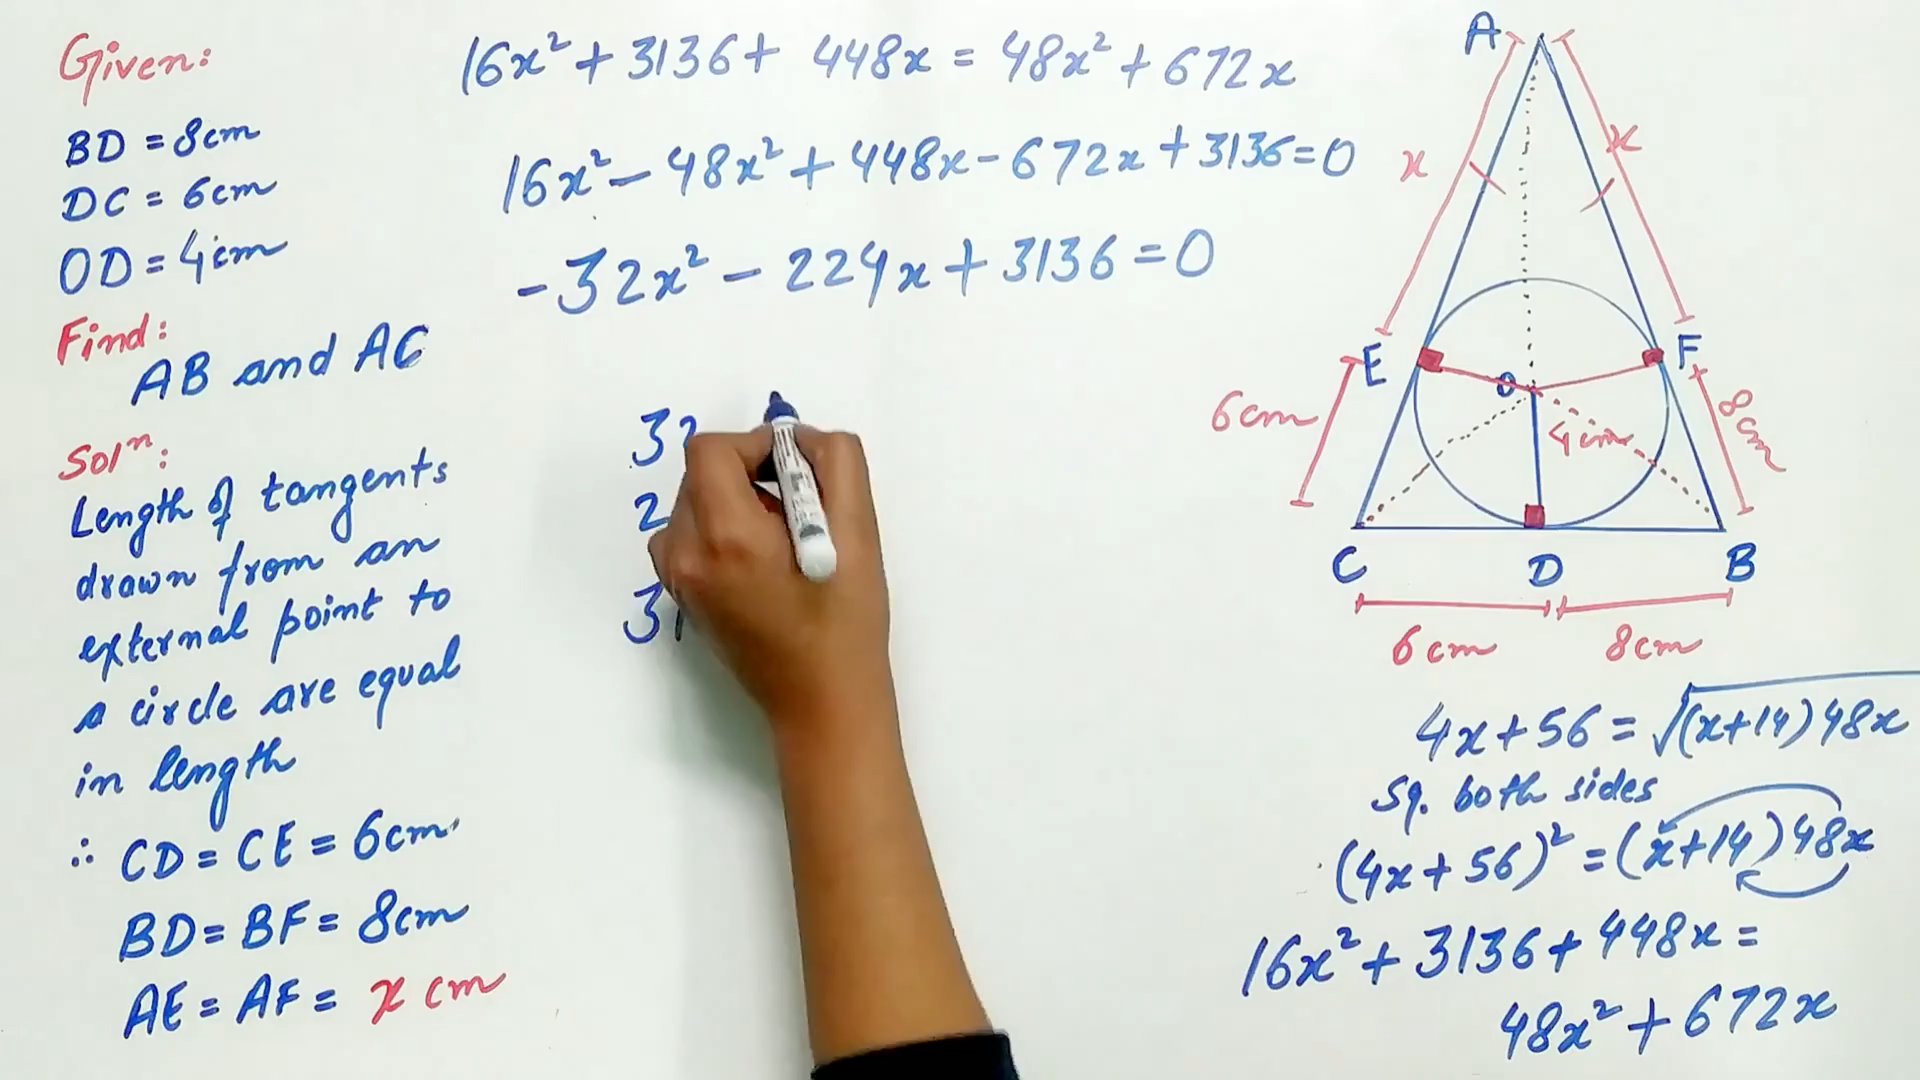 Given:
BD = 8cm
DC = 6cm
OD = 4cm
Find:
AB and AC
Solⁿ:
Length of tangents
drawn from an
external point to
a circle are equal
in length
∴ CD = CE = 6cm
BD = BF = 8cm
AE = AF = x cm
16x² + 3136 + 448x = 48x² + 672x
16x² - 48x² + 448x - 672x + 3136 = 0
-32x² - 224x + 3136 = 0
A
x x
E F
O
6cm 4cm 8cm
C D B
6cm 8cm
4x + 56 = √(x+14)48x
Sq. both sides
(4x + 56)² = (x+14)48x
16x² + 3136 + 448x =
48x² + 672x